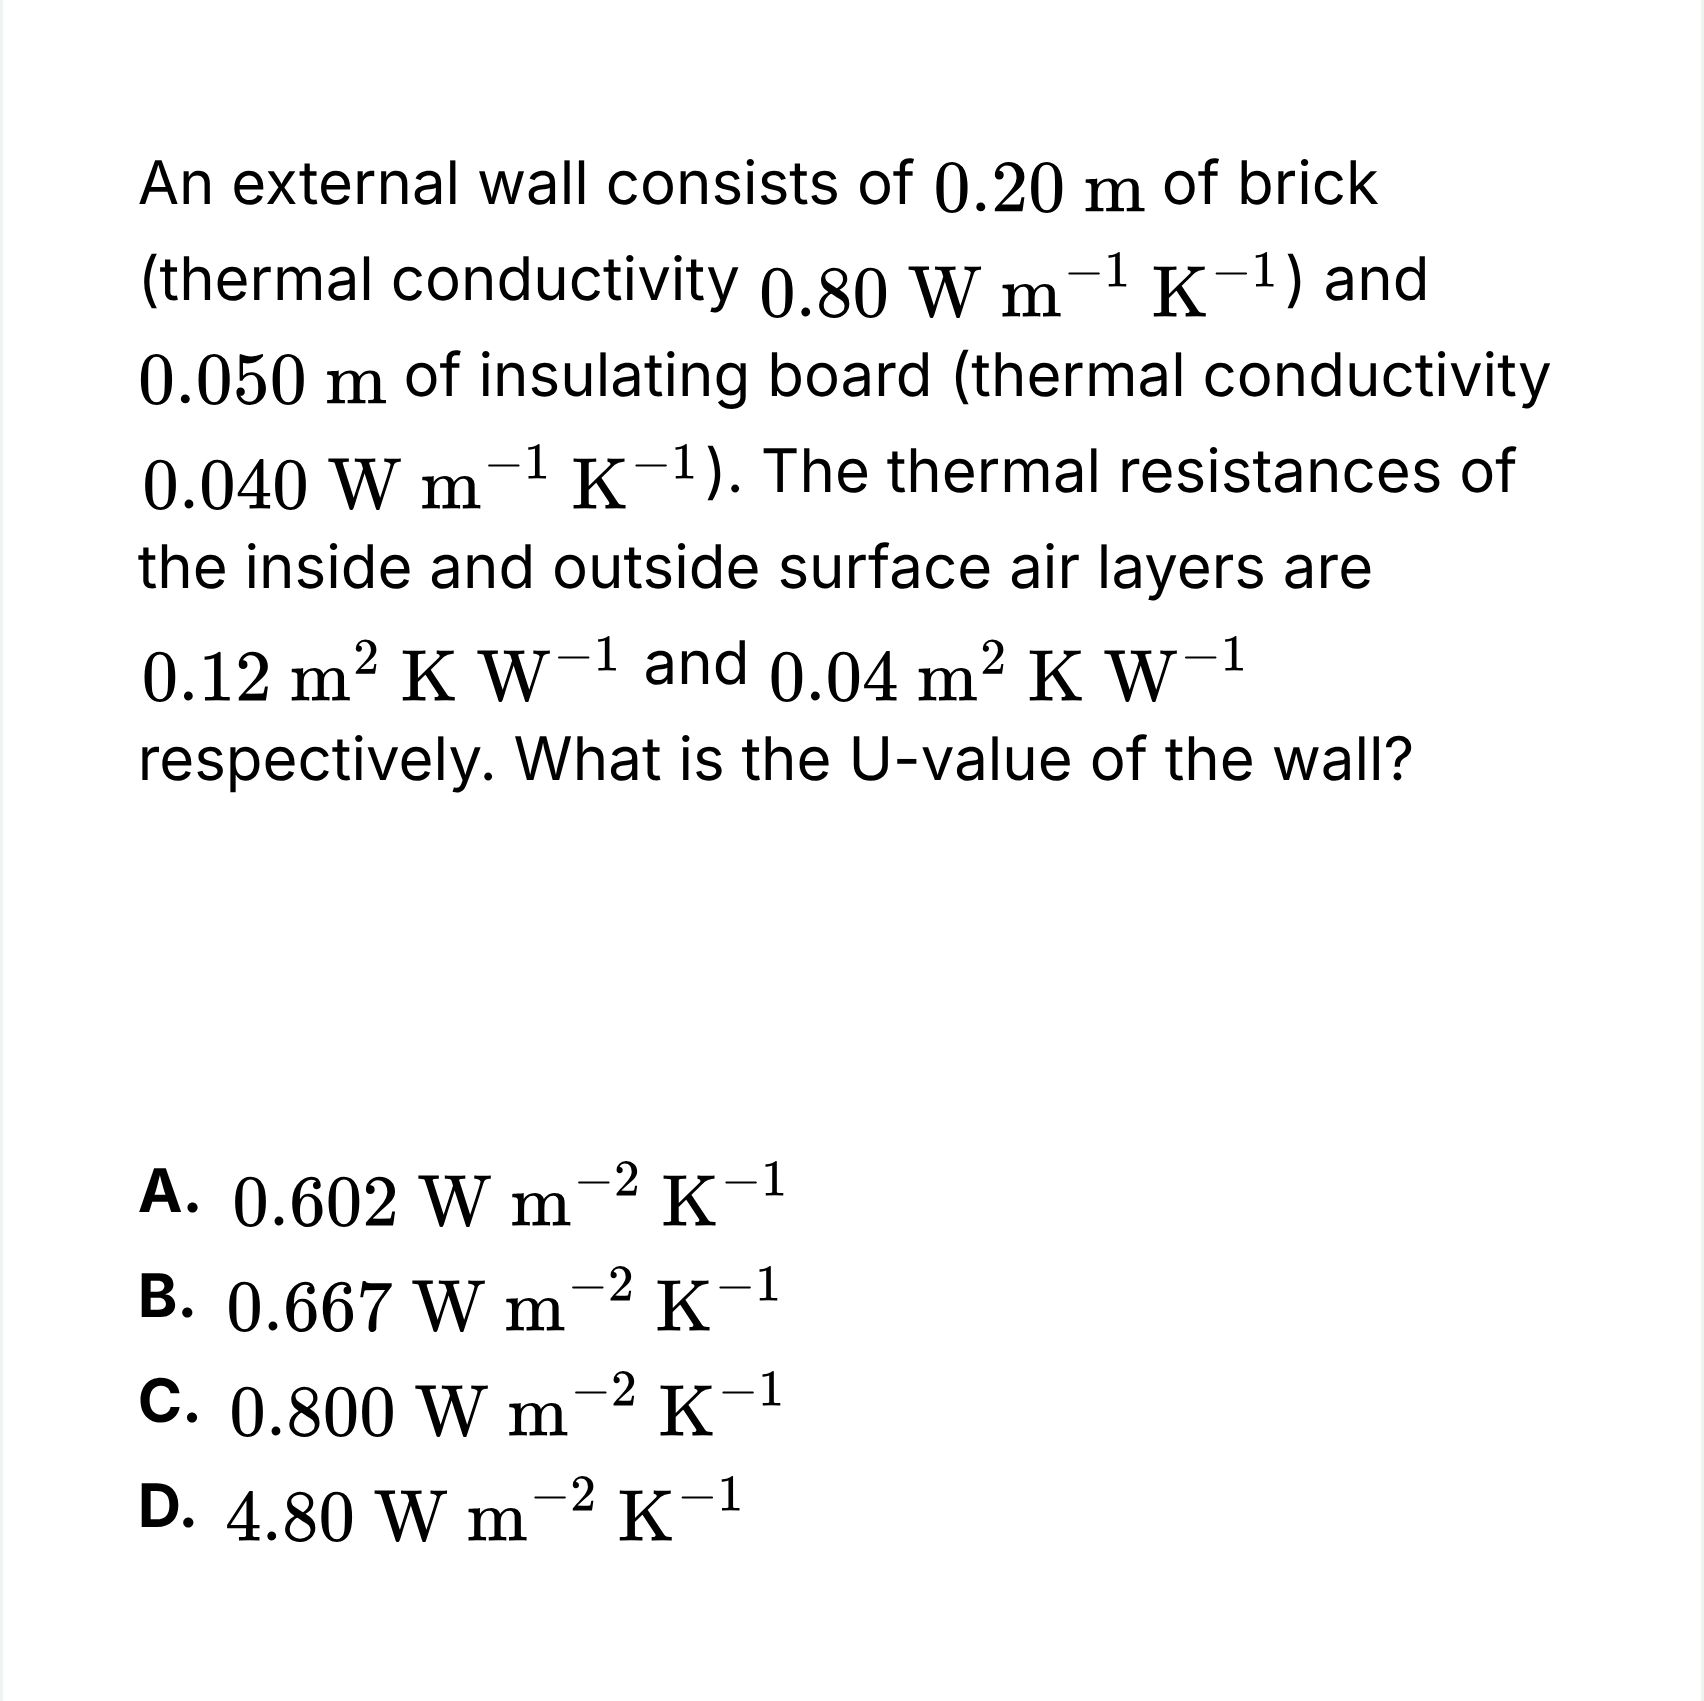 An external wall consists of 0.20 m of brick
(thermal conductivity 0.80 W m⁻¹ K⁻¹) and
0.050 m of insulating board (thermal conductivity
0.040 W m⁻¹ K⁻¹). The thermal resistances of
the inside and outside surface air layers are
0.12 m² K W⁻¹ and 0.04 m² K W⁻¹
respectively. What is the U-value of the wall?
A. 0.602 W m⁻² K⁻¹
B. 0.667 W m⁻² K⁻¹
C. 0.800 W m⁻² K⁻¹
D. 4.80 W m⁻² K⁻¹